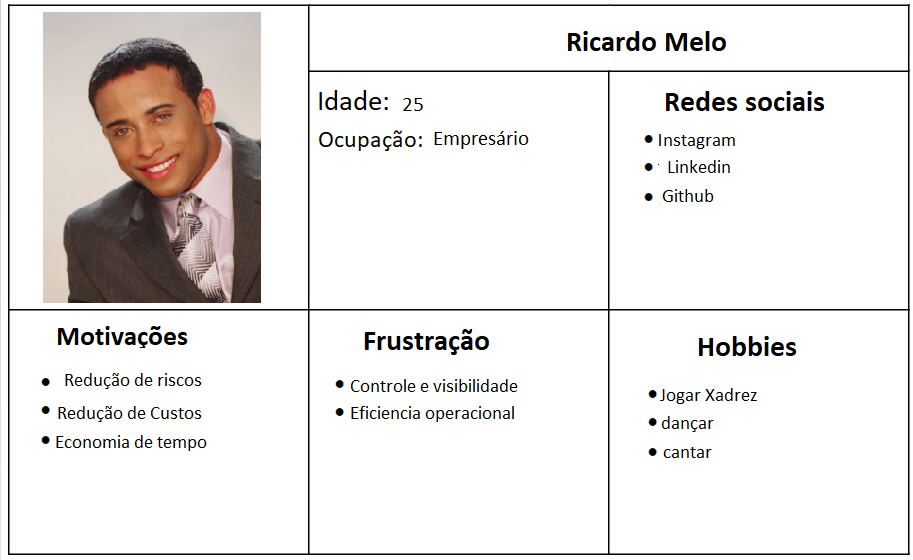 Ricardo Melo
Idade: 25
Ocupação: Empresário
Redes sociais
• Instagram
• Linkedin
• Github
Motivações
• Redução de riscos
• Redução de Custos
• Economia de tempo
Frustração
• Controle e visibilidade
• Eficiencia operacional
Hobbies
• Jogar Xadrez
• dançar
• cantar